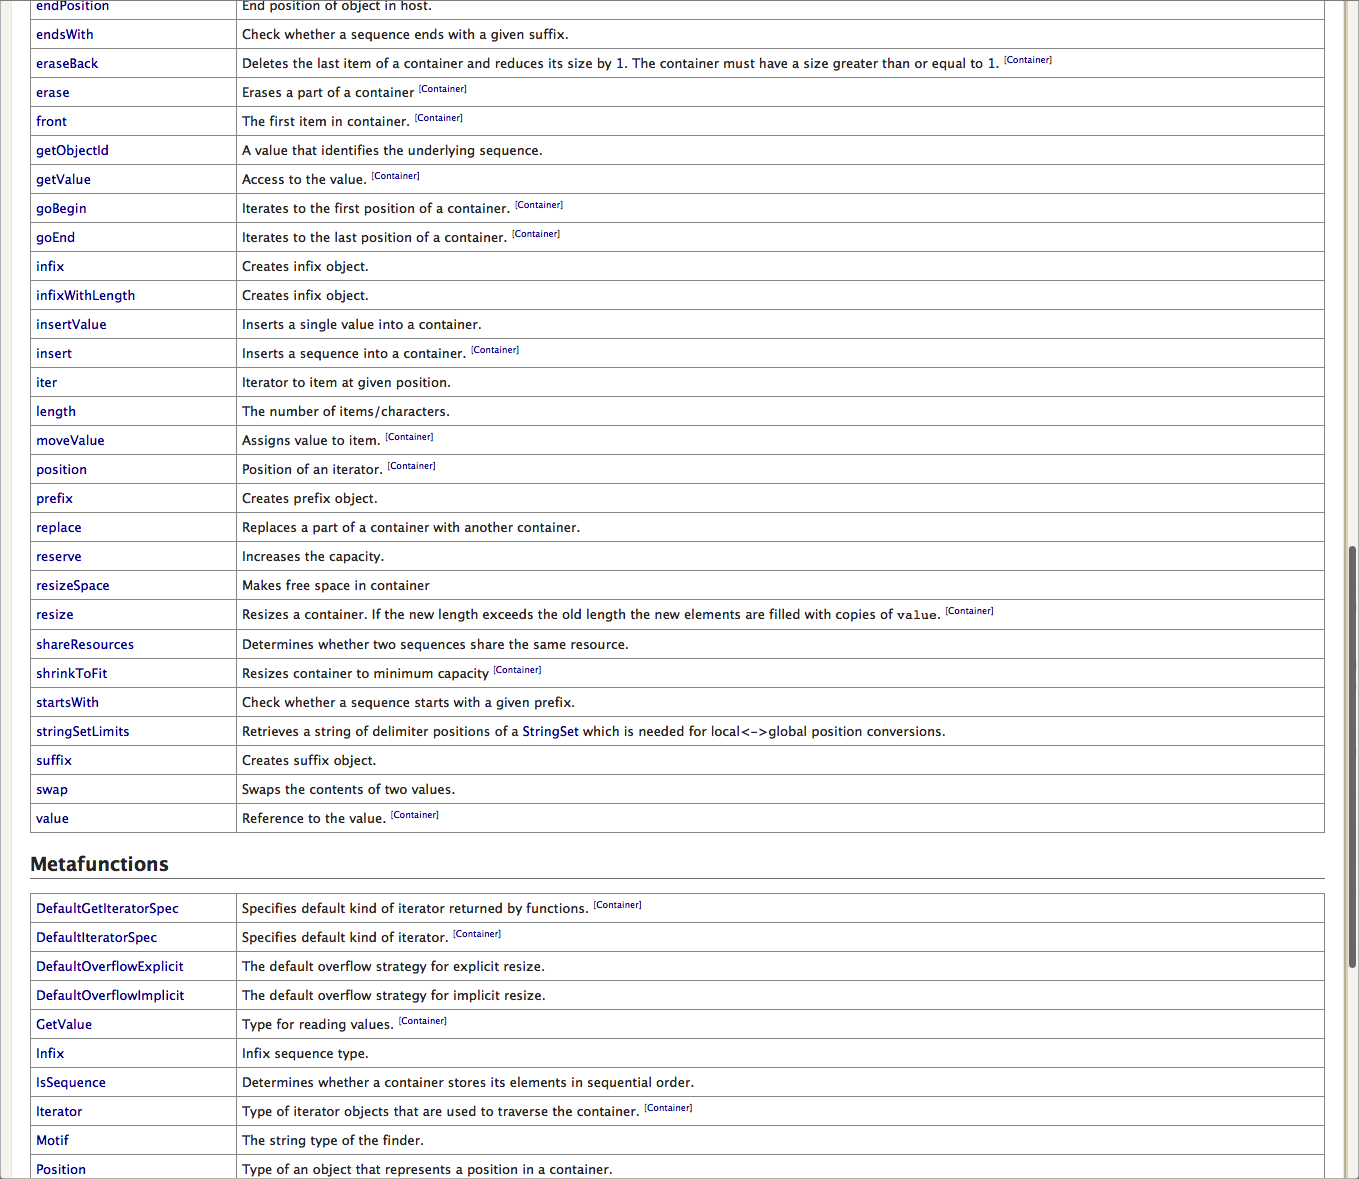 endPosition End position of object in host.
endsWith Check whether a sequence ends with a given suffix.
eraseBack Deletes the last item of a container and reduces its size by 1. The container must have a size greater than or equal to 1. [Container]
erase Erases a part of a container [Container]
front The first item in container. [Container]
getObjectId A value that identifies the underlying sequence.
getValue Access to the value. [Container]
goBegin Iterates to the first position of a container. [Container]
goEnd Iterates to the last position of a container. [Container]
infix Creates infix object.
infixWithLength Creates infix object.
insertValue Inserts a single value into a container.
insert Inserts a sequence into a container. [Container]
iter Iterator to item at given position.
length The number of items/characters.
moveValue Assigns value to item. [Container]
position Position of an iterator. [Container]
prefix Creates prefix object.
replace Replaces a part of a container with another container.
reserve Increases the capacity.
resizeSpace Makes free space in container
resize Resizes a container. If the new length exceeds the old length the new elements are filled with copies of value. [Container]
shareResources Determines whether two sequences share the same resource.
shrinkToFit Resizes container to minimum capacity [Container]
startsWith Check whether a sequence starts with a given prefix.
stringSetLimits Retrieves a string of delimiter positions of a StringSet which is needed for local<->global position conversions.
suffix Creates suffix object.
swap Swaps the contents of two values.
value Reference to the value. [Container]
Metafunctions
DefaultGetIteratorSpec Specifies default kind of iterator returned by functions. [Container]
DefaultIteratorSpec Specifies default kind of iterator. [Container]
DefaultOverflowExplicit The default overflow strategy for explicit resize.
DefaultOverflowImplicit The default overflow strategy for implicit resize.
GetValue Type for reading values. [Container]
Infix Infix sequence type.
IsSequence Determines whether a container stores its elements in sequential order.
Iterator Type of iterator objects that are used to traverse the container. [Container]
Motif The string type of the finder.
Position Type of an object that represents a position in a container.